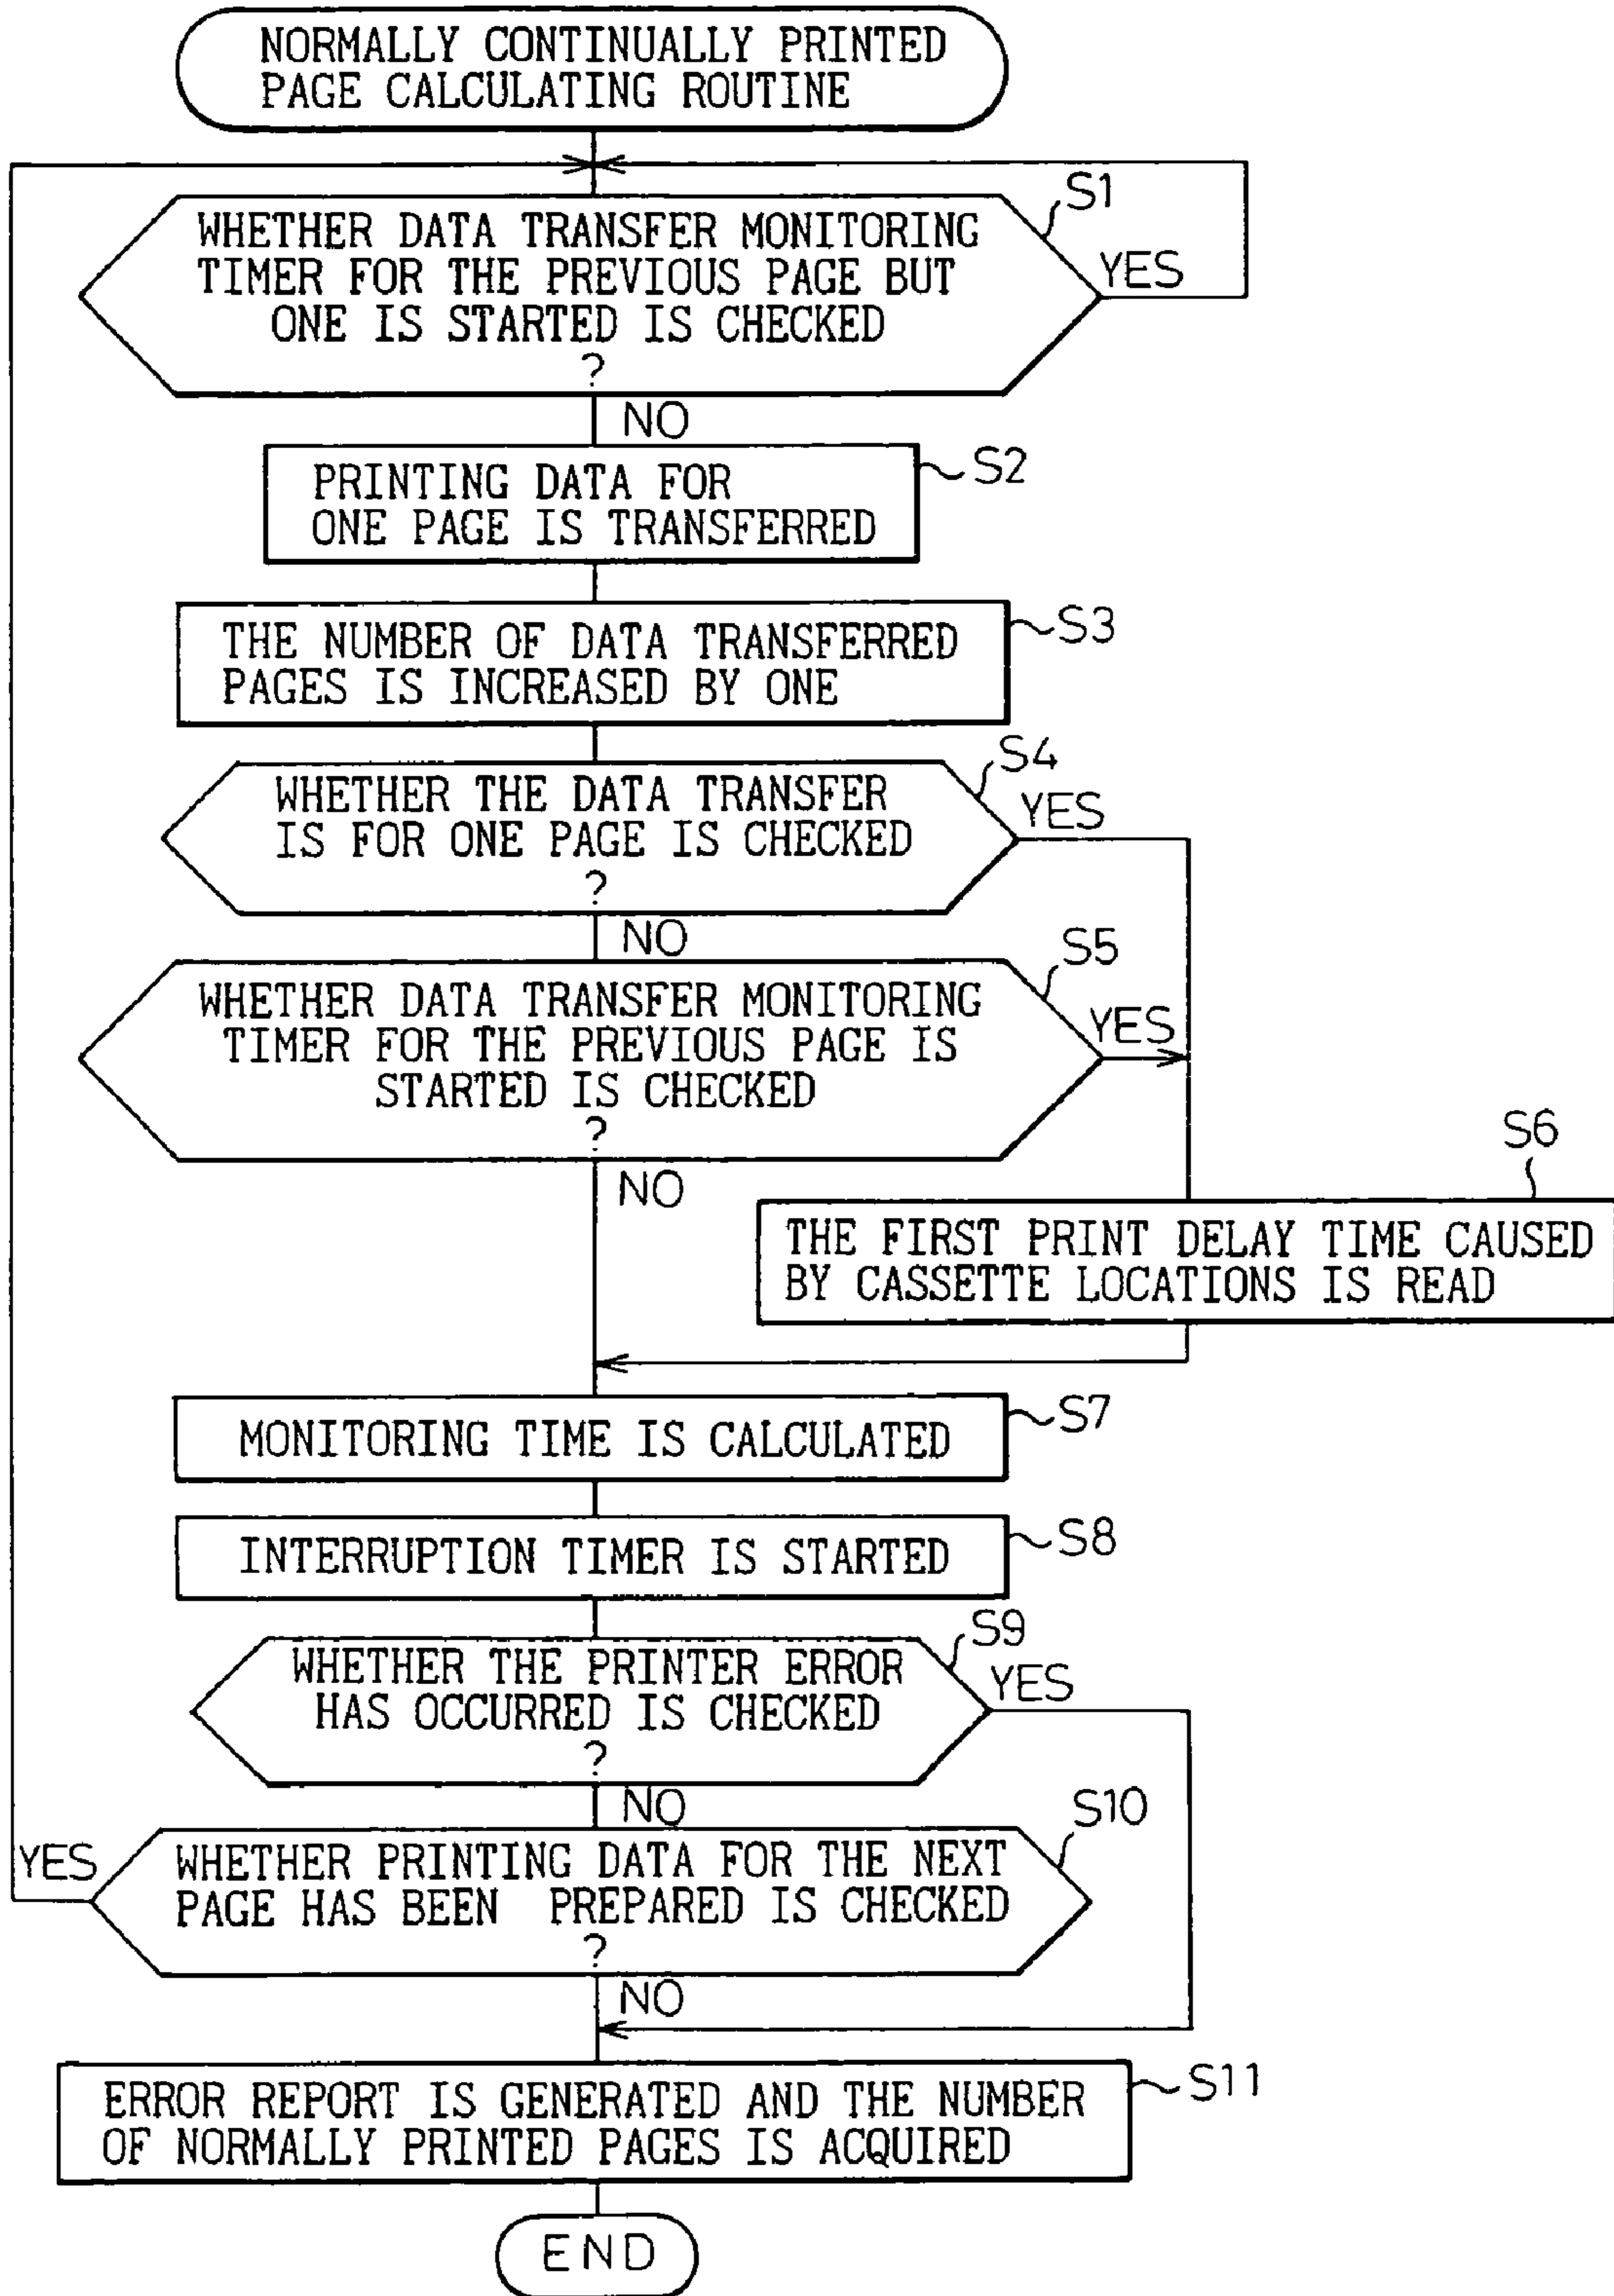 NORMALLY CONTINUALLY PRINTED
PAGE CALCULATING ROUTINE
S1
WHETHER DATA TRANSFER MONITORING
TIMER FOR THE PREVIOUS PAGE BUT
ONE IS STARTED IS CHECKED
?
YES
NO
S2
PRINTING DATA FOR
ONE PAGE IS TRANSFERRED
S3
THE NUMBER OF DATA TRANSFERRED
PAGES IS INCREASED BY ONE
S4
WHETHER THE DATA TRANSFER
IS FOR ONE PAGE IS CHECKED
?
YES
NO
S5
WHETHER DATA TRANSFER MONITORING
TIMER FOR THE PREVIOUS PAGE IS
STARTED IS CHECKED
?
YES
NO
S6
THE FIRST PRINT DELAY TIME CAUSED
BY CASSETTE LOCATIONS IS READ
S7
MONITORING TIME IS CALCULATED
S8
INTERRUPTION TIMER IS STARTED
S9
WHETHER THE PRINTER ERROR
HAS OCCURRED IS CHECKED
?
YES
NO
S10
WHETHER PRINTING DATA FOR THE NEXT
PAGE HAS BEEN PREPARED IS CHECKED
?
YES
NO
S11
ERROR REPORT IS GENERATED AND THE NUMBER
OF NORMALLY PRINTED PAGES IS ACQUIRED
END